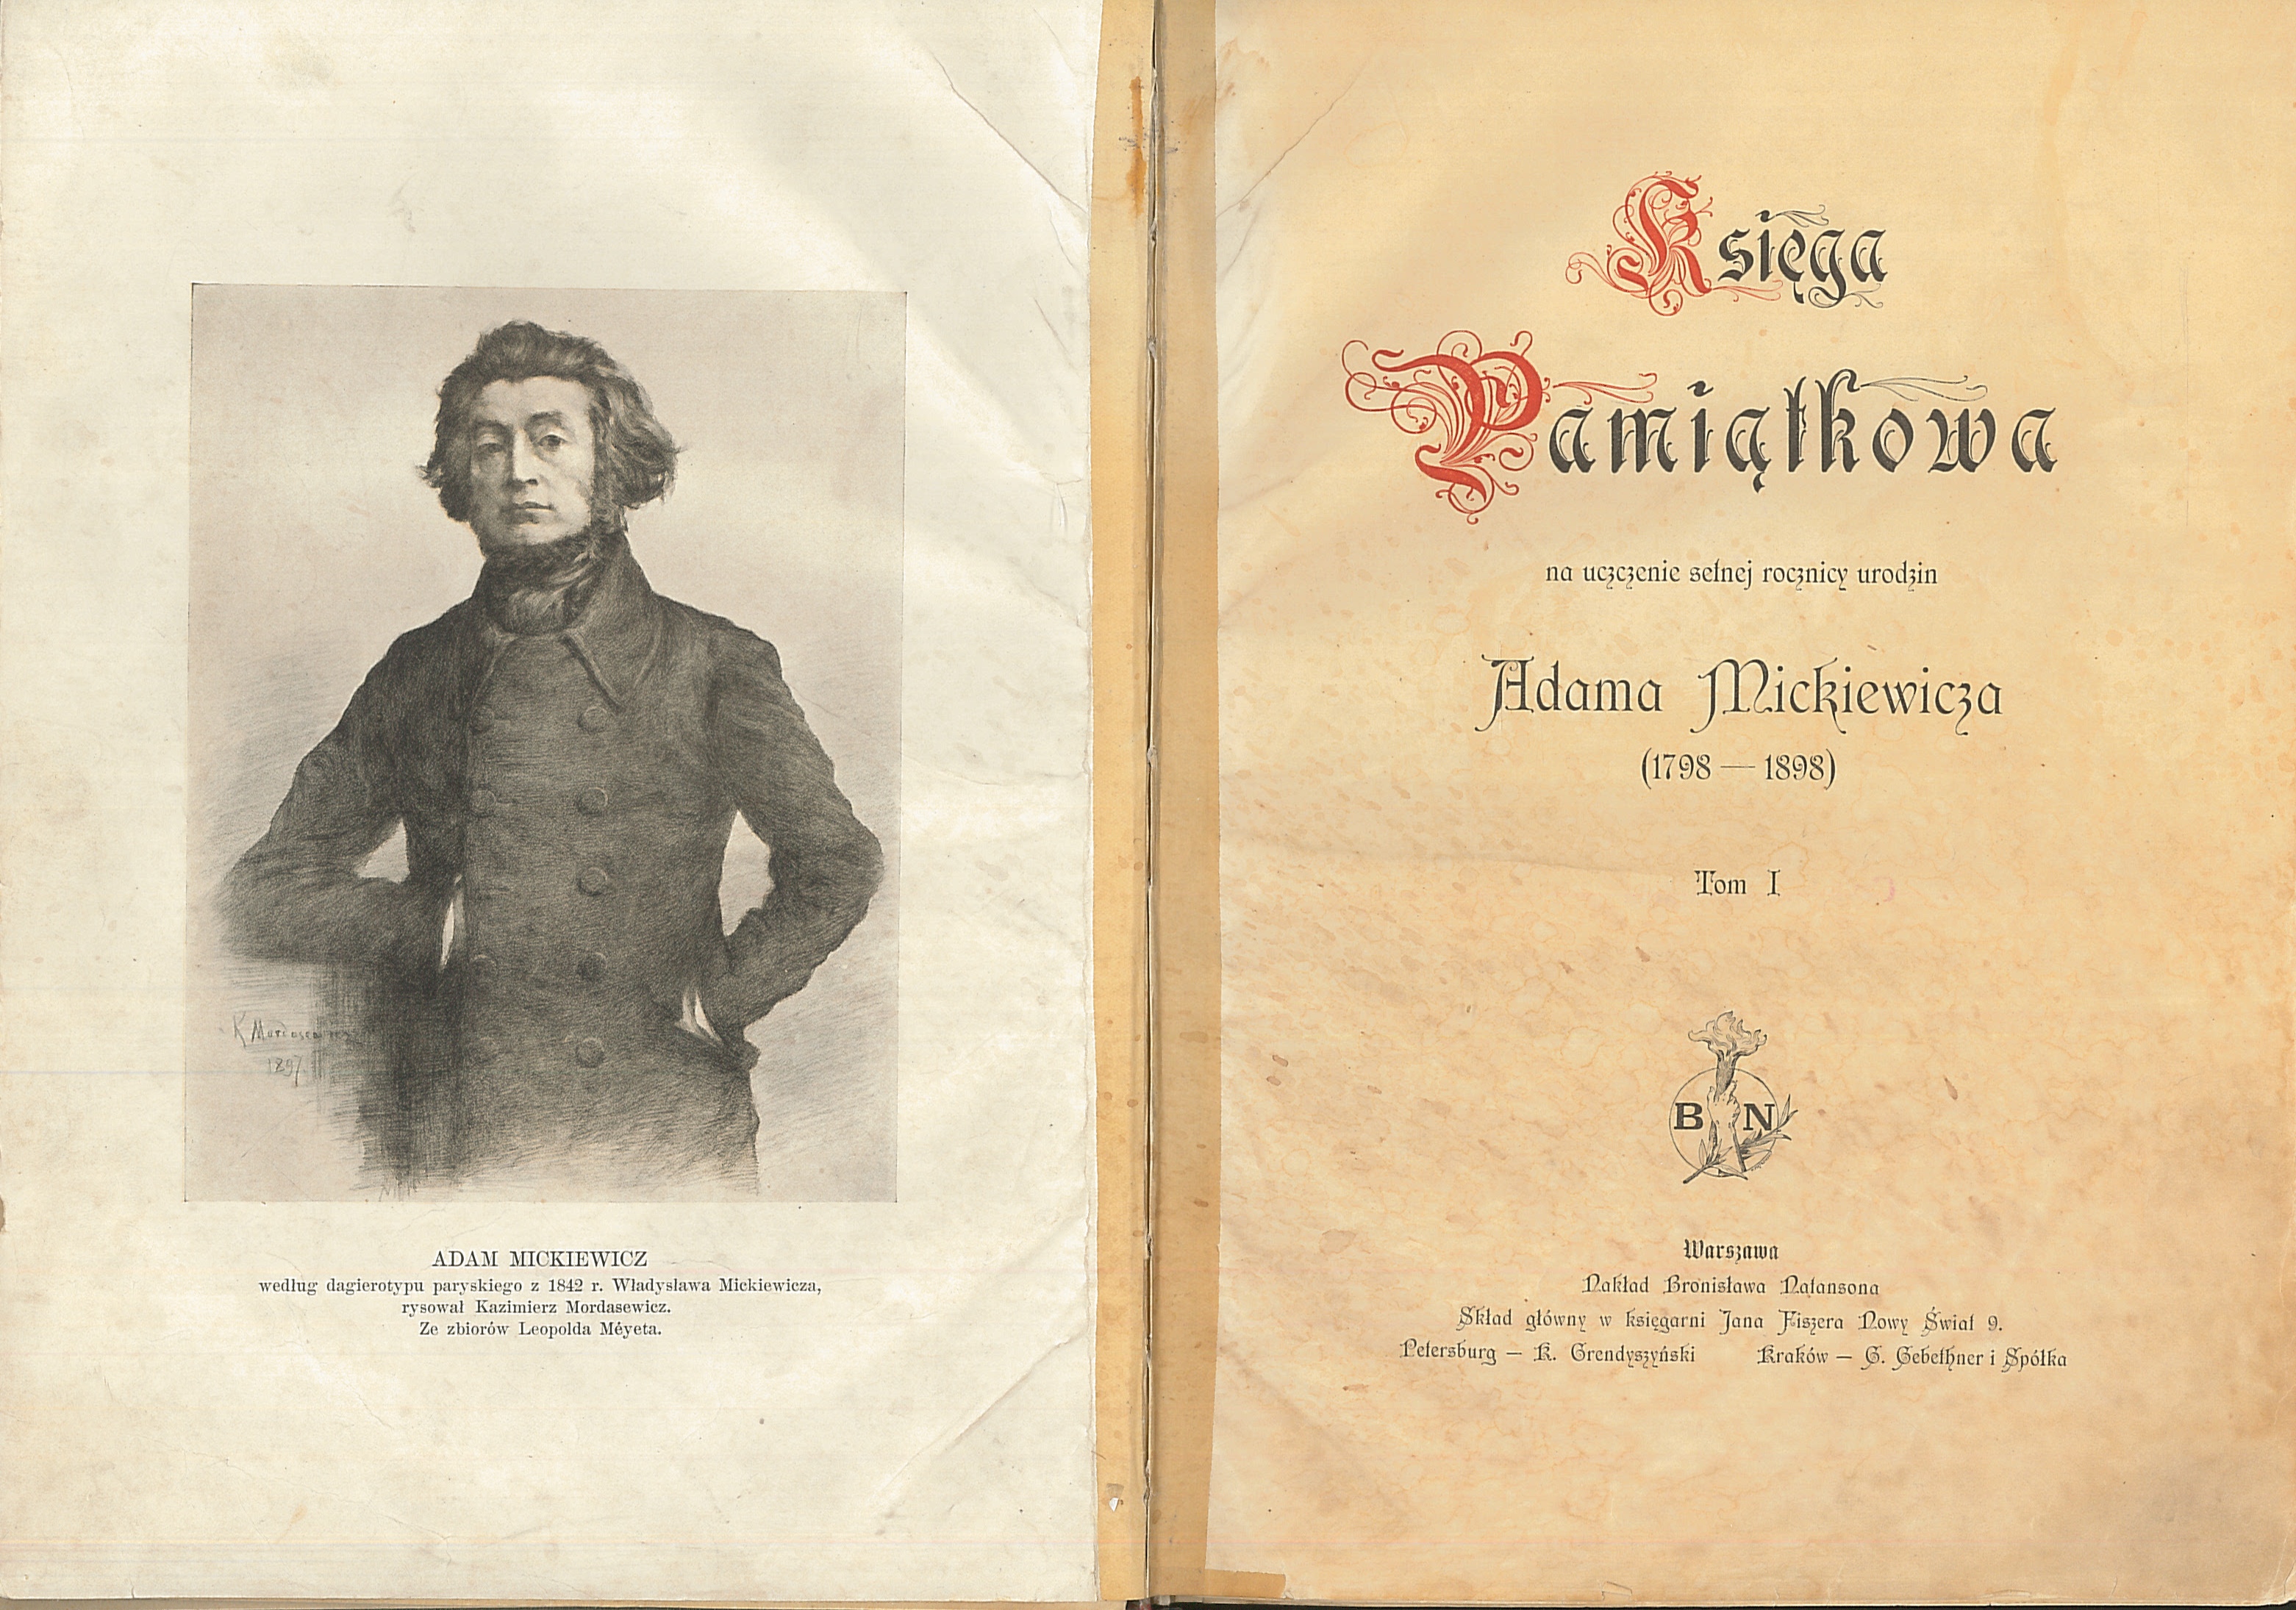 K Mordasewicz
1897.
ADAM MICKIEWICZ
według dagierotypu paryskiego z 1842 r. Władysława Mickiewicza,
rysował Kazimierz Mordasewicz.
Ze zbiorów Leopolda Méyeta.
Księga
Pamiątkowa
na uczczenie setnej rocznicy urodzin
Adama Mickiewicza
(1798 — 1898)
Tom I
B N
Warszawa
Nakład Bronisława Natansona
Skład główny w księgarni Jana Fiszera Nowy Świat 9.
Petersburg — K. Grendyszyński Kraków — G. Gebethner i Spółka